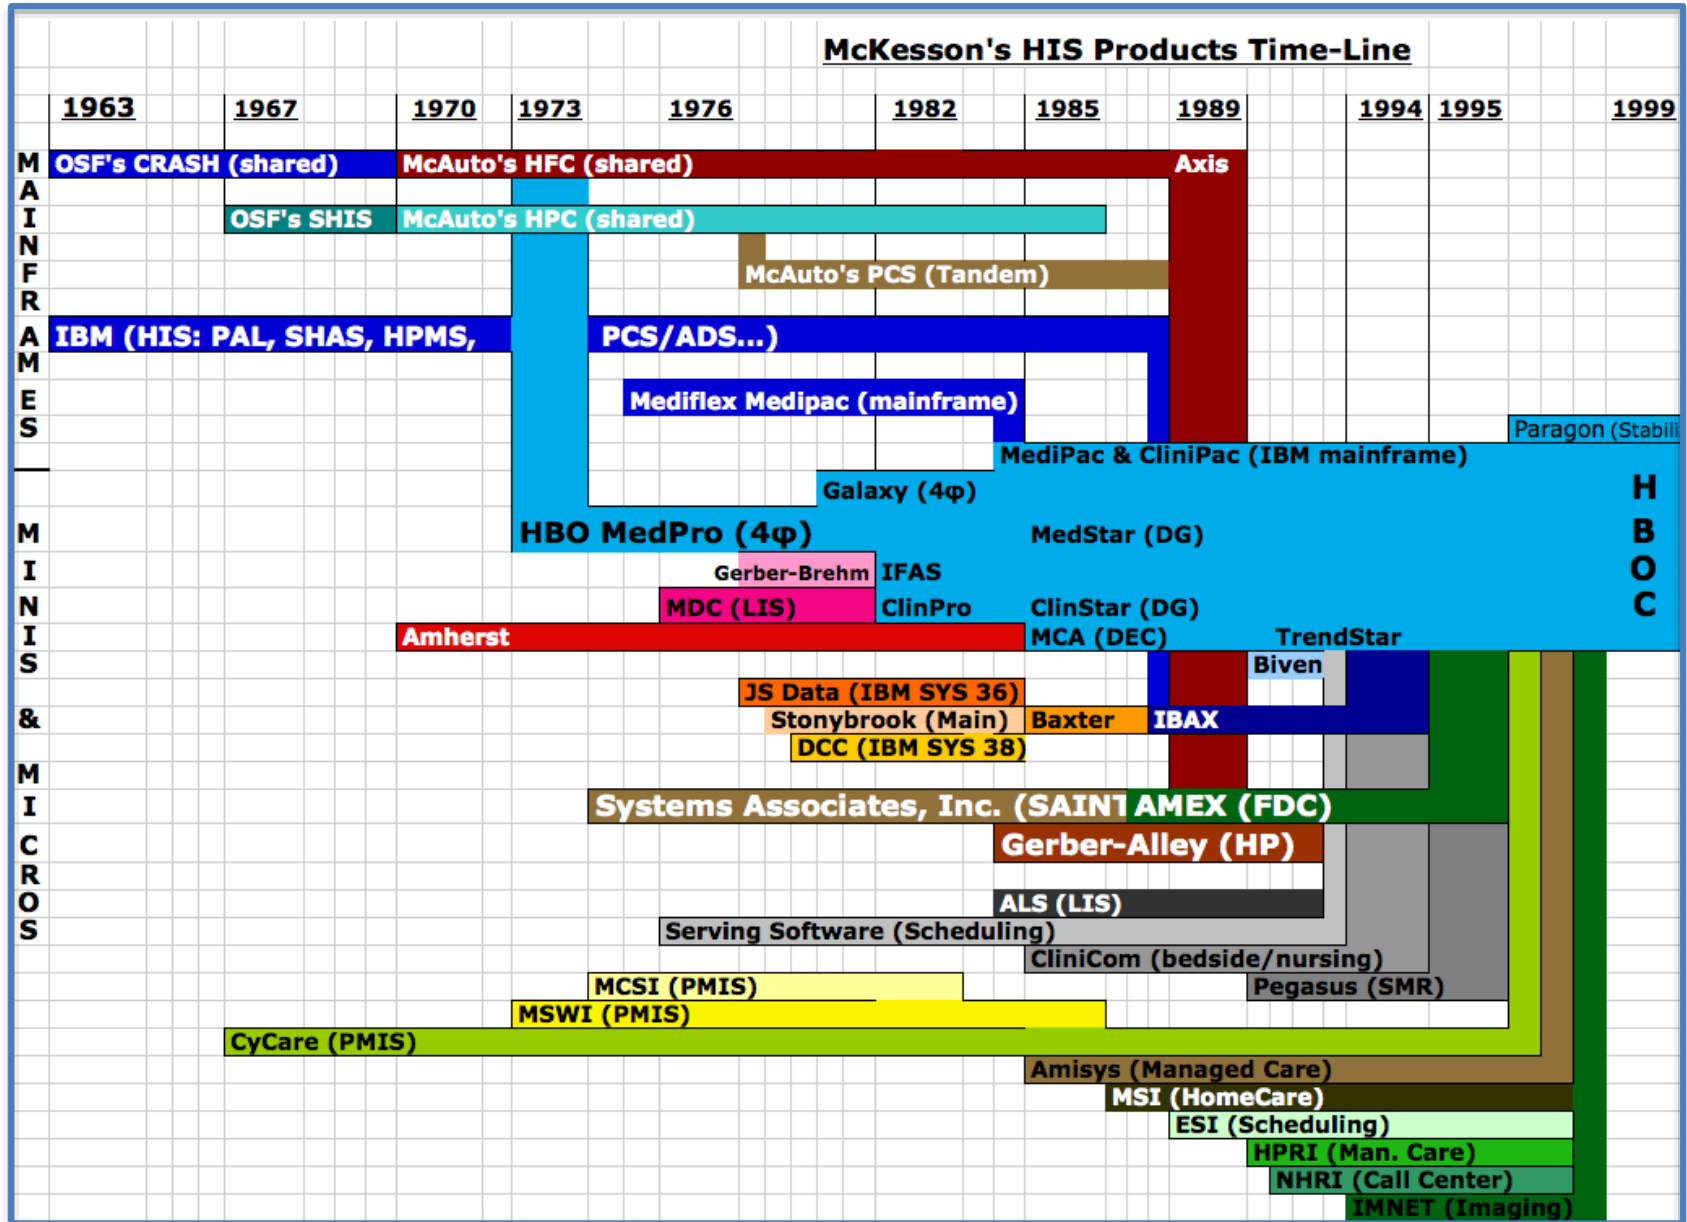 McKesson's HIS Products Time-Line
1963 1967 1970 1973 1976 1982 1985 1989 1994 1995 1999
M OSF's CRASH (shared) McAuto's HFC (shared) Axis
A
I OSF's SHIS McAuto's HPC (shared)
N
F McAuto's PCS (Tandem)
R
A IBM (HIS: PAL, SHAS, HPMS, PCS/ADS...)
M
E Mediflex Medipac (mainframe)
S Paragon (Stabili
MediPac & CliniPac (IBM mainframe)
Galaxy (4φ) H
M HBO MedPro (4φ) MedStar (DG) B
I Gerber-Brehm IFAS O
N MDC (LIS) ClinPro ClinStar (DG) C
I Amherst MCA (DEC) TrendStar
S Biven
JS Data (IBM SYS 36)
& Stonybrook (Main) Baxter IBAX
DCC (IBM SYS 38)
M
I Systems Associates, Inc. (SAINT AMEX (FDC)
C Gerber-Alley (HP)
R
O ALS (LIS)
S Serving Software (Scheduling)
CliniCom (bedside/nursing)
MCSI (PMIS) Pegasus (SMR)
MSWI (PMIS)
CyCare (PMIS)
Amisys (Managed Care)
MSI (HomeCare)
ESI (Scheduling)
HPRI (Man. Care)
NHRI (Call Center)
IMNET (Imaging)